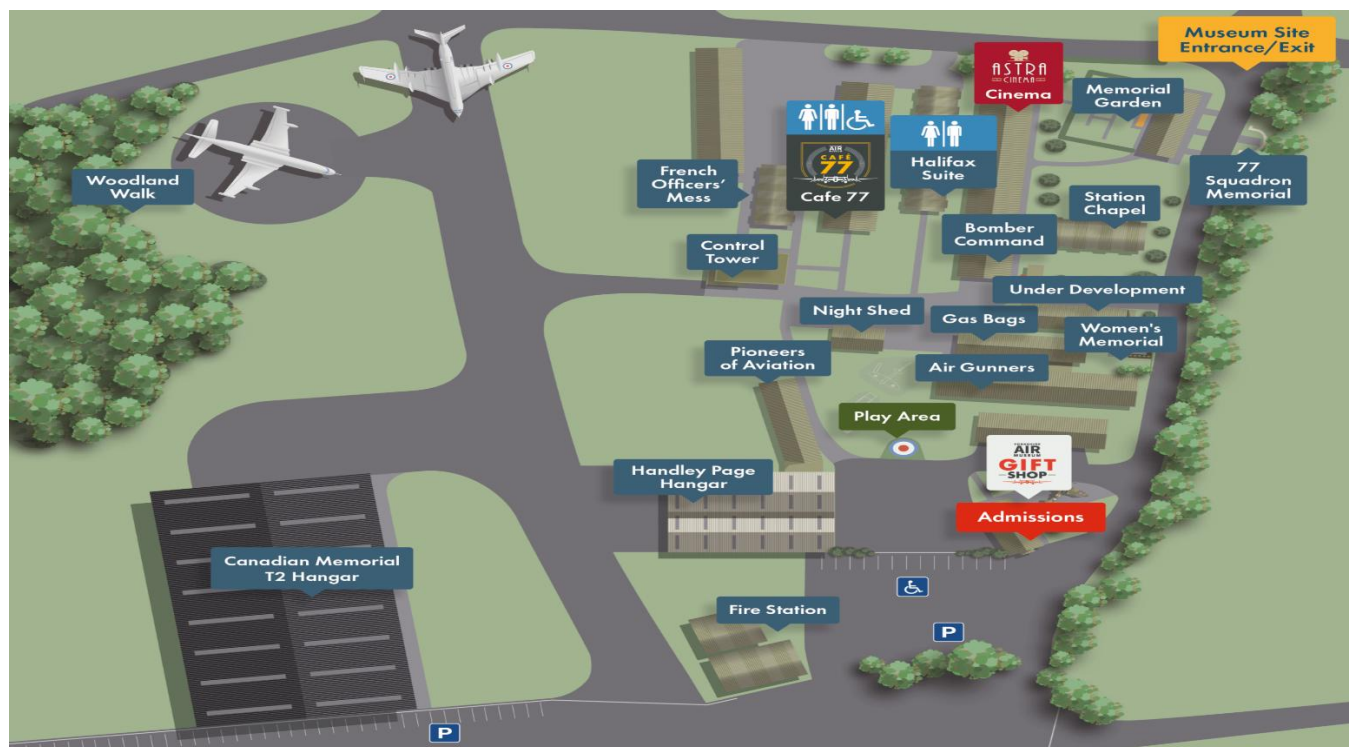 Museum Site
Entrance/Exit
ASTRA
CINEMA
Cinema
Memorial
Garden
AIR
CAFÉ
77
Cafe 77
Halifax
Suite
French
Officers'
Mess
Woodland
Walk
77
Squadron
Memorial
Station
Chapel
Bomber
Command
Control
Tower
Under Development
Night Shed
Gas Bags
Women's
Memorial
Pioneers
of Aviation
Air Gunners
Play Area
YORKSHIRE
AIR
MUSEUM
GIFT
SHOP
Handley Page
Hangar
Admissions
Canadian Memorial
T2 Hangar
Fire Station
P
P